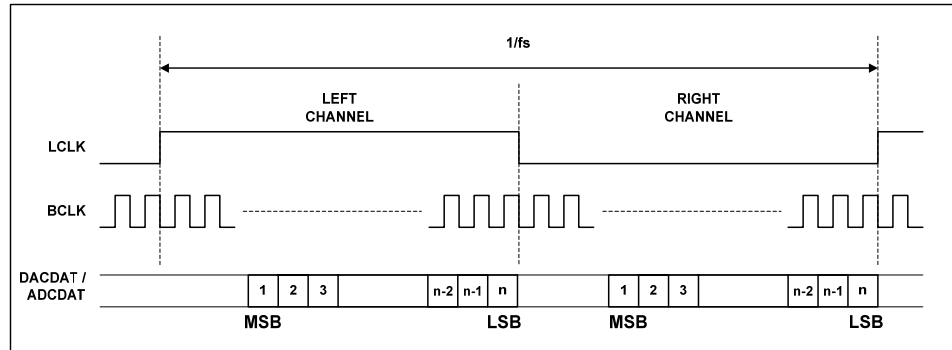 1/fs
LEFT
CHANNEL
RIGHT
CHANNEL
LCLK
BCLK
DACDAT /
ADCDAT
1 2 3 n-2 n-1 n 1 2 3 n-2 n-1 n
MSB LSB MSB LSB